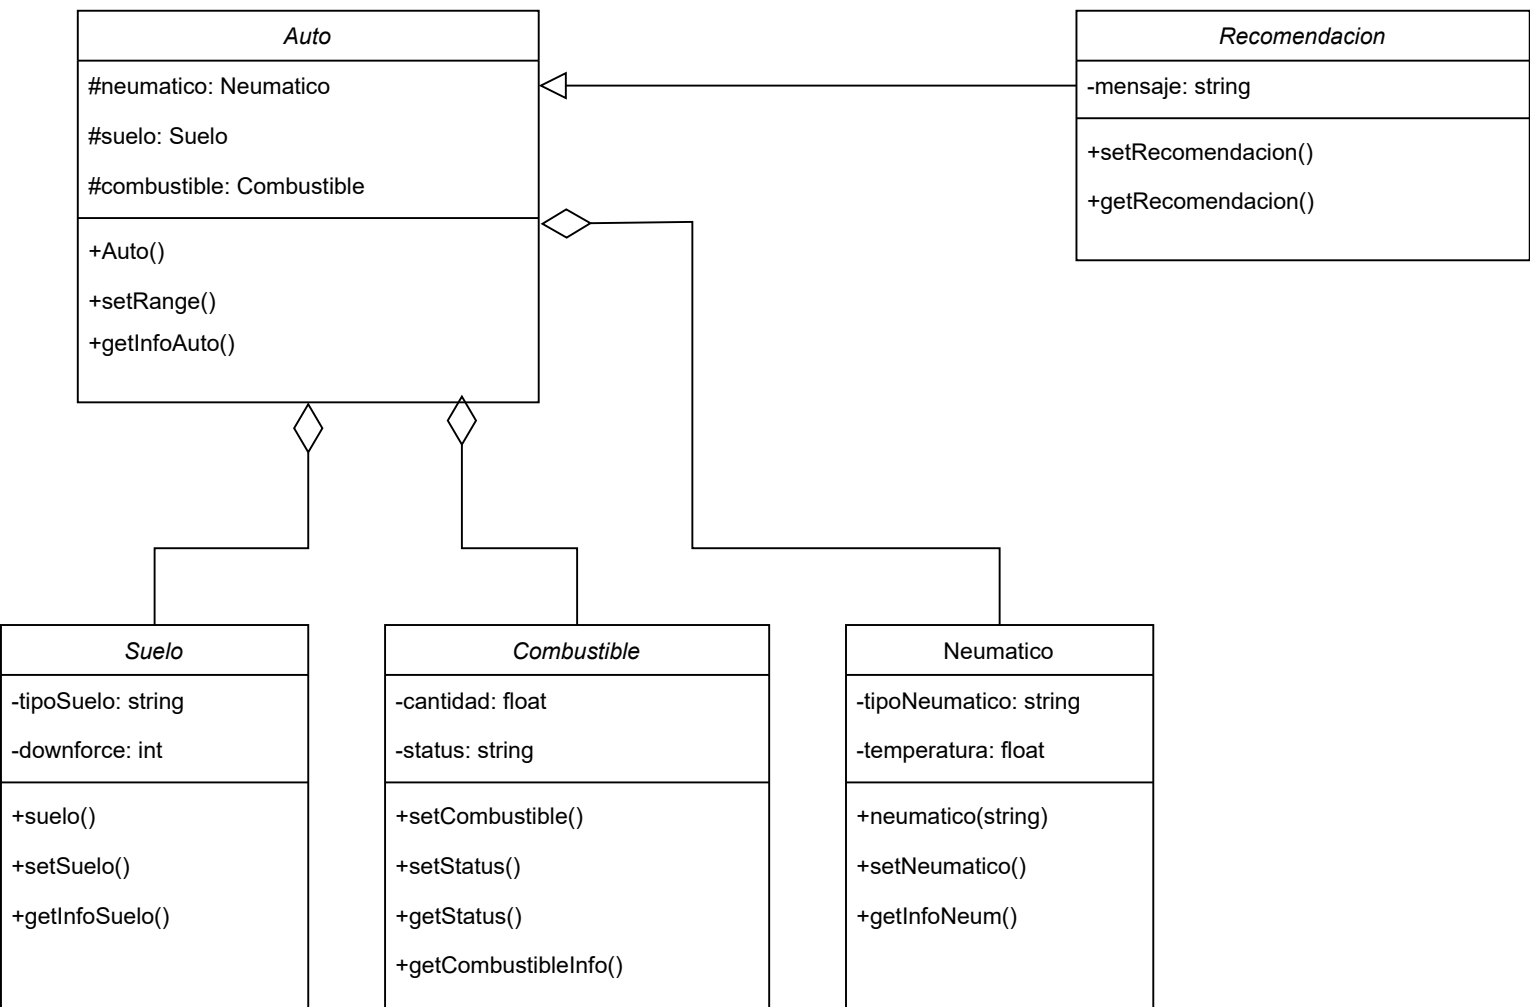 Auto
#neumatico: Neumatico
#suelo: Suelo
#combustible: Combustible
+Auto()
+setRange()
+getInfoAuto()
Recomendacion
-mensaje: string
+setRecomendacion()
+getRecomendacion()
Suelo
-tipoSuelo: string
-downforce: int
+suelo()
+setSuelo()
+getInfoSuelo()
Combustible
-cantidad: float
-status: string
+setCombustible()
+setStatus()
+getStatus()
+getCombustibleInfo()
Neumatico
-tipoNeumatico: string
-temperatura: float
+neumatico(string)
+setNeumatico()
+getInfoNeum()